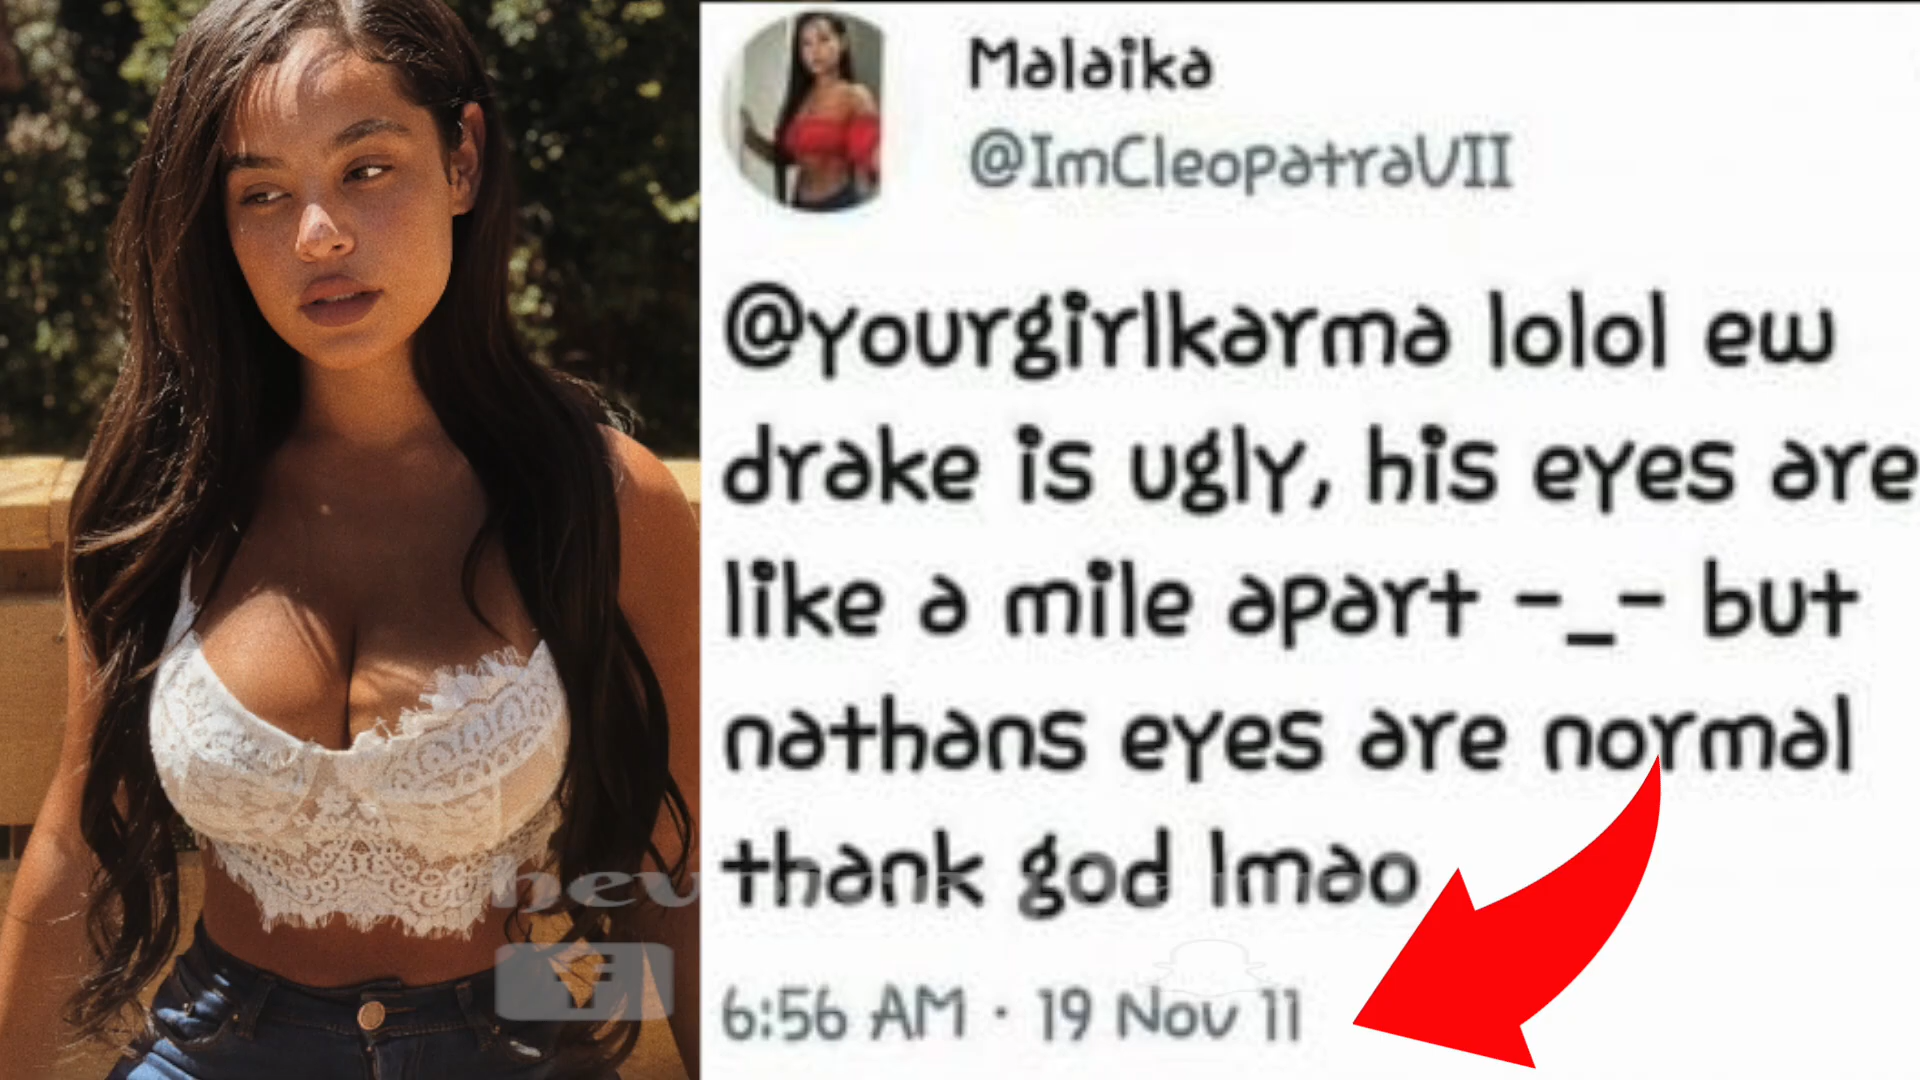 Malaika
@ImCleopatraVII
@yourgirlkarma lolol ew
drake is ugly, his eyes are
like a mile apart -_- but
nathans eyes are normal
thank god lmao
hev
f
6:56 AM · 19 Nov 11